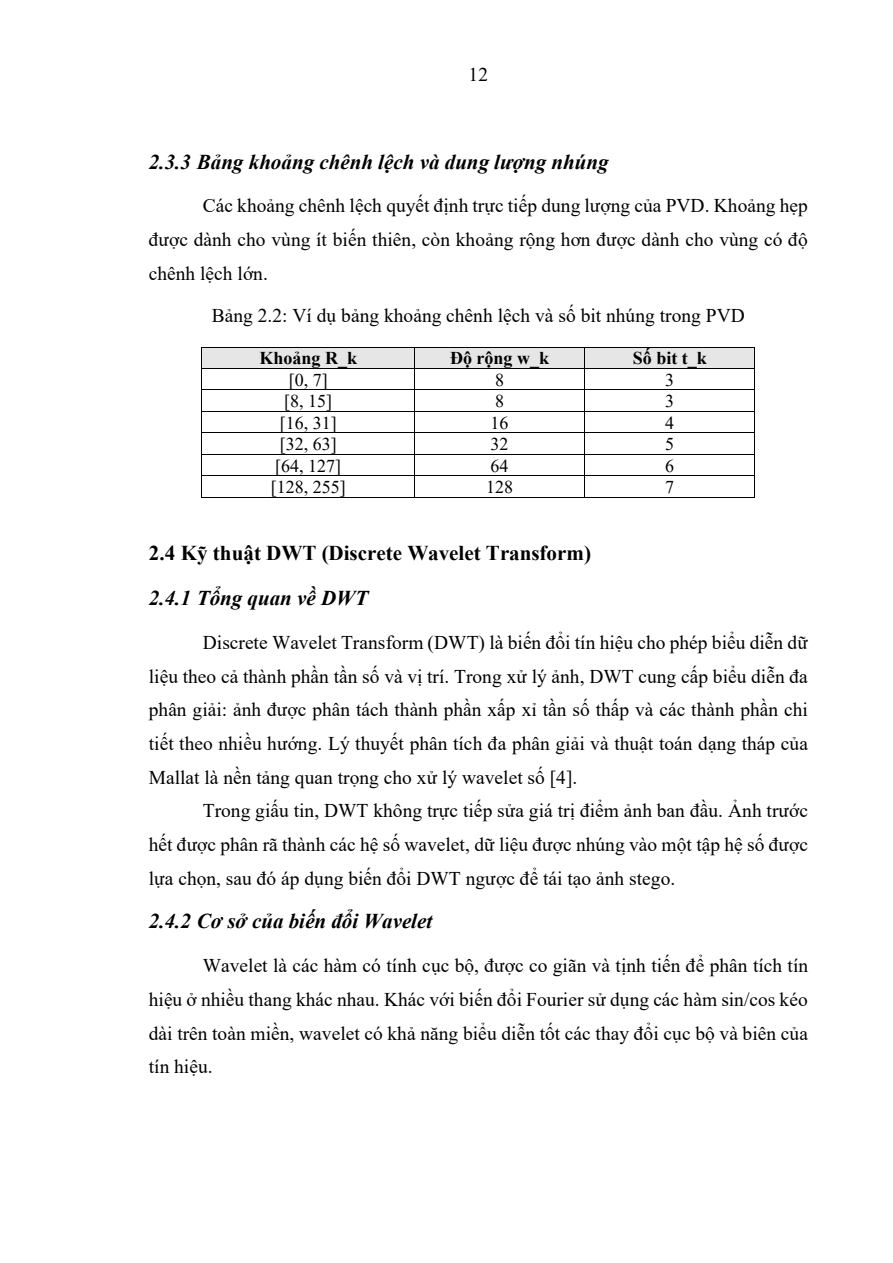 12
2.3.3 Bảng khoảng chênh lệch và dung lượng nhúng
Các khoảng chênh lệch quyết định trực tiếp dung lượng của PVD. Khoảng hẹp
được dành cho vùng ít biến thiên, còn khoảng rộng hơn được dành cho vùng có độ
chênh lệch lớn.
Bảng 2.2: Ví dụ bảng khoảng chênh lệch và số bit nhúng trong PVD
Khoảng R_k Độ rộng w_k Số bit t_k
[0, 7] 8 3
[8, 15] 8 3
[16, 31] 16 4
[32, 63] 32 5
[64, 127] 64 6
[128, 255] 128 7
2.4 Kỹ thuật DWT (Discrete Wavelet Transform)
2.4.1 Tổng quan về DWT
Discrete Wavelet Transform (DWT) là biến đổi tín hiệu cho phép biểu diễn dữ
liệu theo cả thành phần tần số và vị trí. Trong xử lý ảnh, DWT cung cấp biểu diễn đa
phân giải: ảnh được phân tách thành phần xấp xỉ tần số thấp và các thành phần chi
tiết theo nhiều hướng. Lý thuyết phân tích đa phân giải và thuật toán dạng tháp của
Mallat là nền tảng quan trọng cho xử lý wavelet số [4].
Trong giấu tin, DWT không trực tiếp sửa giá trị điểm ảnh ban đầu. Ảnh trước
hết được phân rã thành các hệ số wavelet, dữ liệu được nhúng vào một tập hệ số được
lựa chọn, sau đó áp dụng biến đổi DWT ngược để tái tạo ảnh stego.
2.4.2 Cơ sở của biến đổi Wavelet
Wavelet là các hàm có tính cục bộ, được co giãn và tịnh tiến để phân tích tín
hiệu ở nhiều thang khác nhau. Khác với biến đổi Fourier sử dụng các hàm sin/cos kéo
dài trên toàn miền, wavelet có khả năng biểu diễn tốt các thay đổi cục bộ và biên của
tín hiệu.